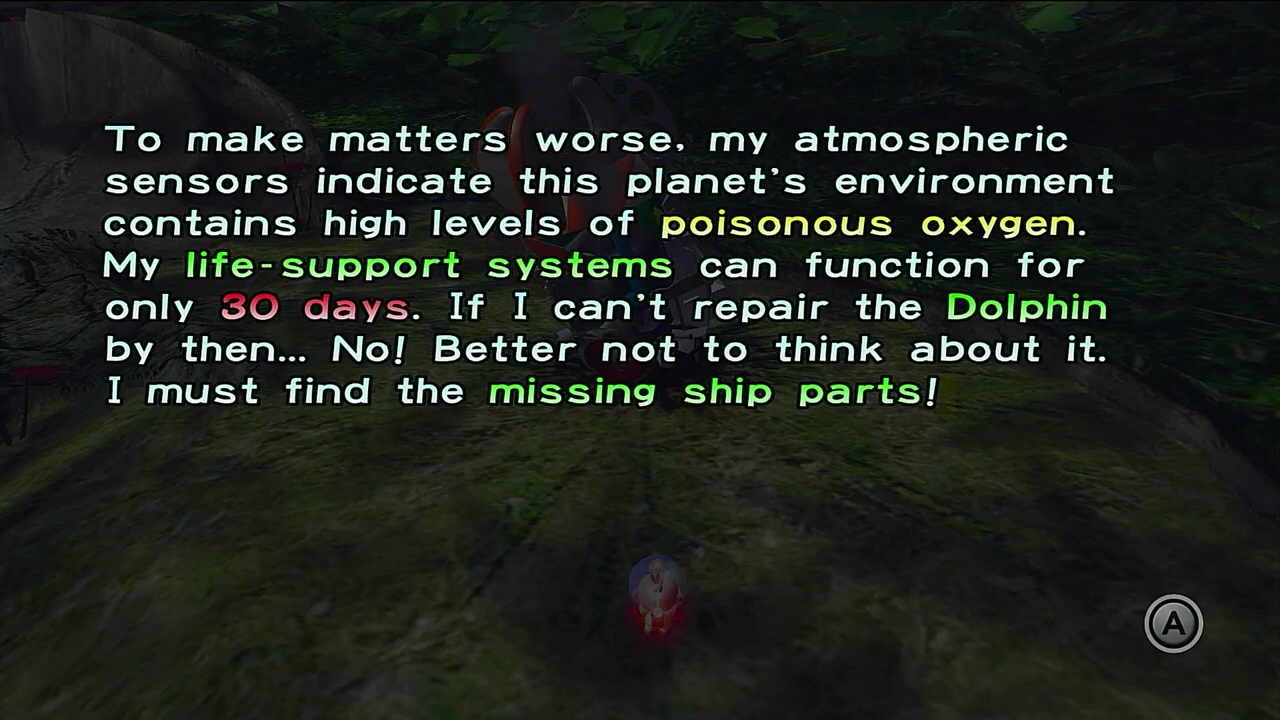 To make matters worse, my atmospheric
sensors indicate this planet's environment
contains high levels of poisonous oxygen.
My life-support systems can function for
only 30 days. If I can't repair the Dolphin
by then... No! Better not to think about it.
I must find the missing ship parts!
A